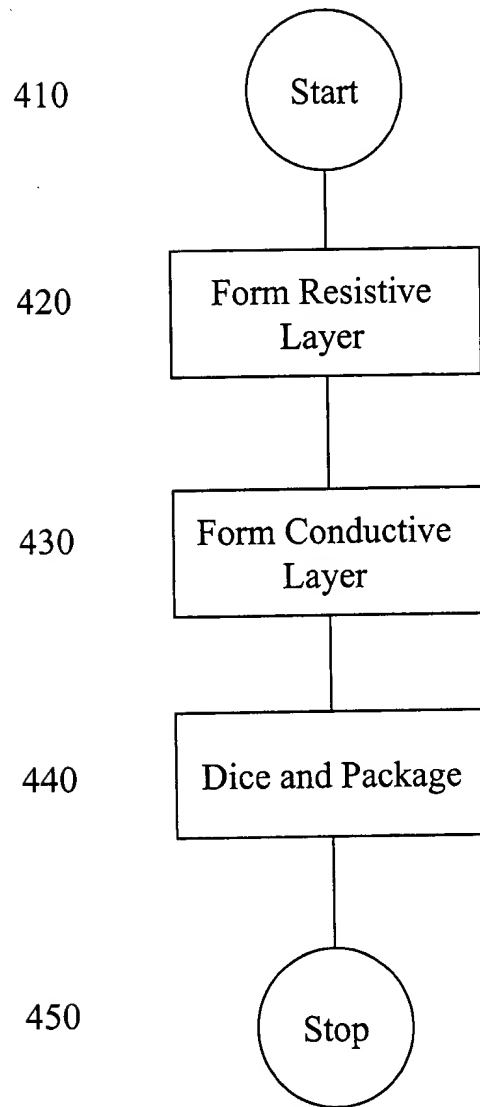 410
Start
420
Form Resistive
Layer
430
Form Conductive
Layer
440
Dice and Package
450
Stop